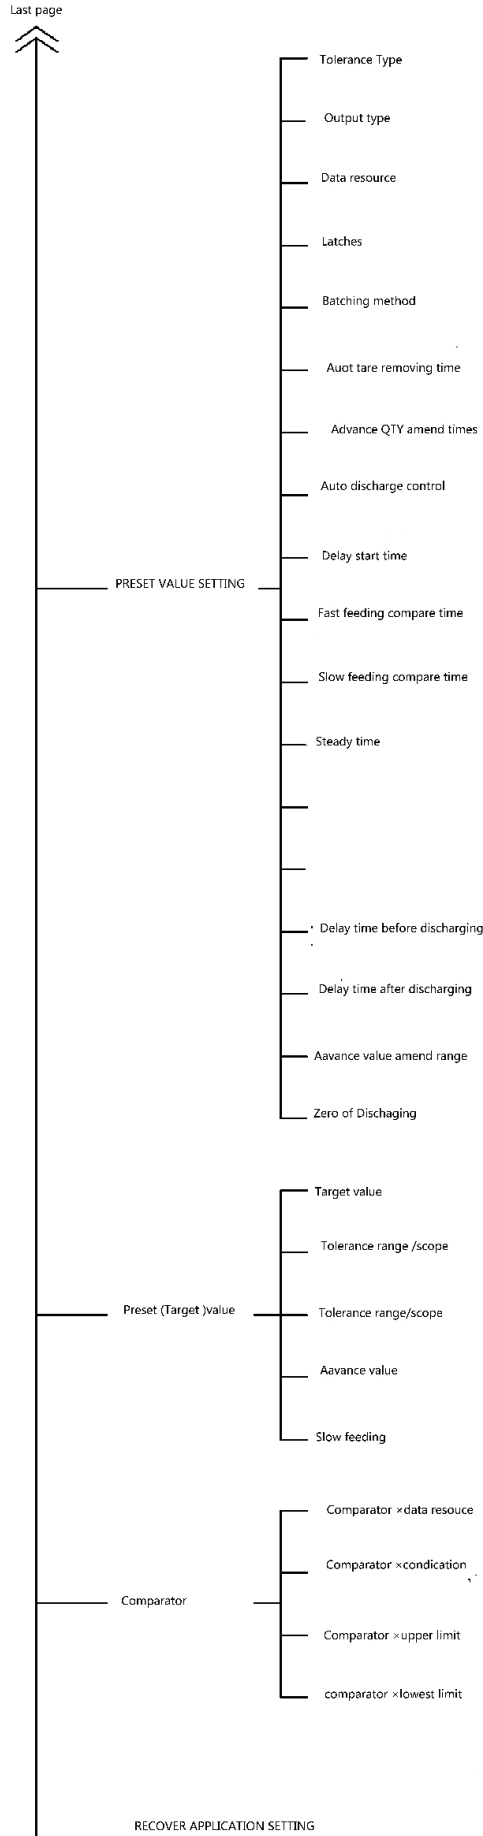 Last page
Tolerance Type
Output type
Data resource
Latches
Batching method
Auot tare removing time
Advance QTY amend times
Auto discharge control
Delay start time
PRESET VALUE SETTING
Fast feeding compare time
Slow feeding compare time
Steady time
Delay time before discharging
Delay time after discharging
Aavance value amend range
Zero of Dischaging
Target value
Tolerance range /scope
Preset (Target )value
Tolerance range/scope
Aavance value
Slow feeding
Comparator ×data resouce
Comparator ×condication
Comparator
Comparator ×upper limit
comparator ×lowest limit
RECOVER APPLICATION SETTING